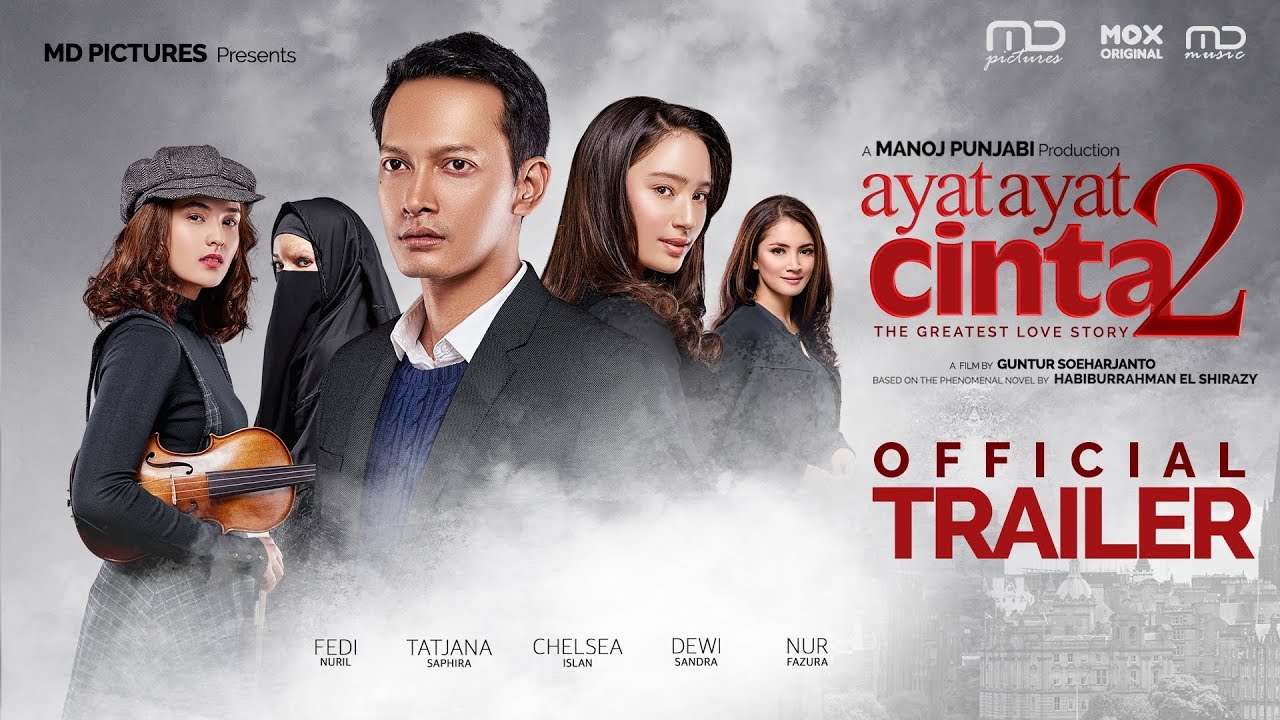 MD PICTURES Presents
MD pictures
MOX ORIGINAL
MD music
A MANOJ PUNJABI Production
ayat ayat
cinta 2
THE GREATEST LOVE STORY
A FILM BY GUNTUR SOEHARJANTO
BASED ON THE PHENOMENAL NOVEL BY HABIBURRAHMAN EL SHIRAZY
OFFICIAL
TRAILER
FEDI NURIL
TATJANA SAPHIRA
CHELSEA ISLAN
DEWI SANDRA
NUR FAZURA